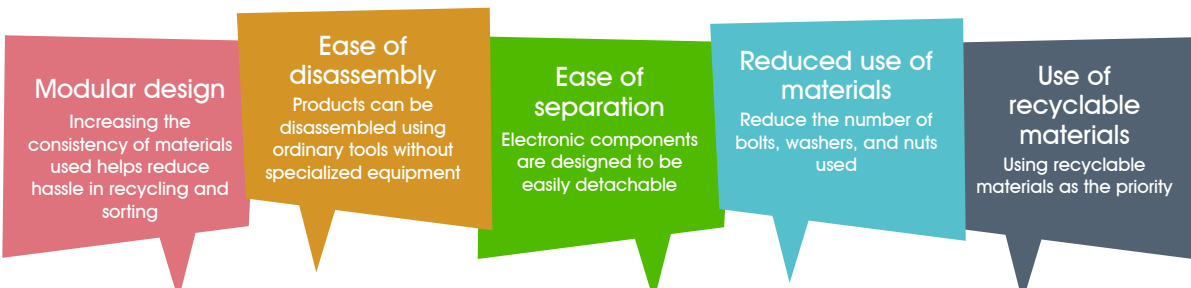 Modular design
Increasing the
consistency of materials
used helps reduce
hassle in recycling and
sorting
Ease of
disassembly
Products can be
disassembled using
ordinary tools without
specialized equipment
Ease of
separation
Electronic components
are designed to be
easily detachable
Reduced use of
materials
Reduce the number of
bolts, washers, and nuts
used
Use of
recyclable
materials
Using recyclable
materials as the priority